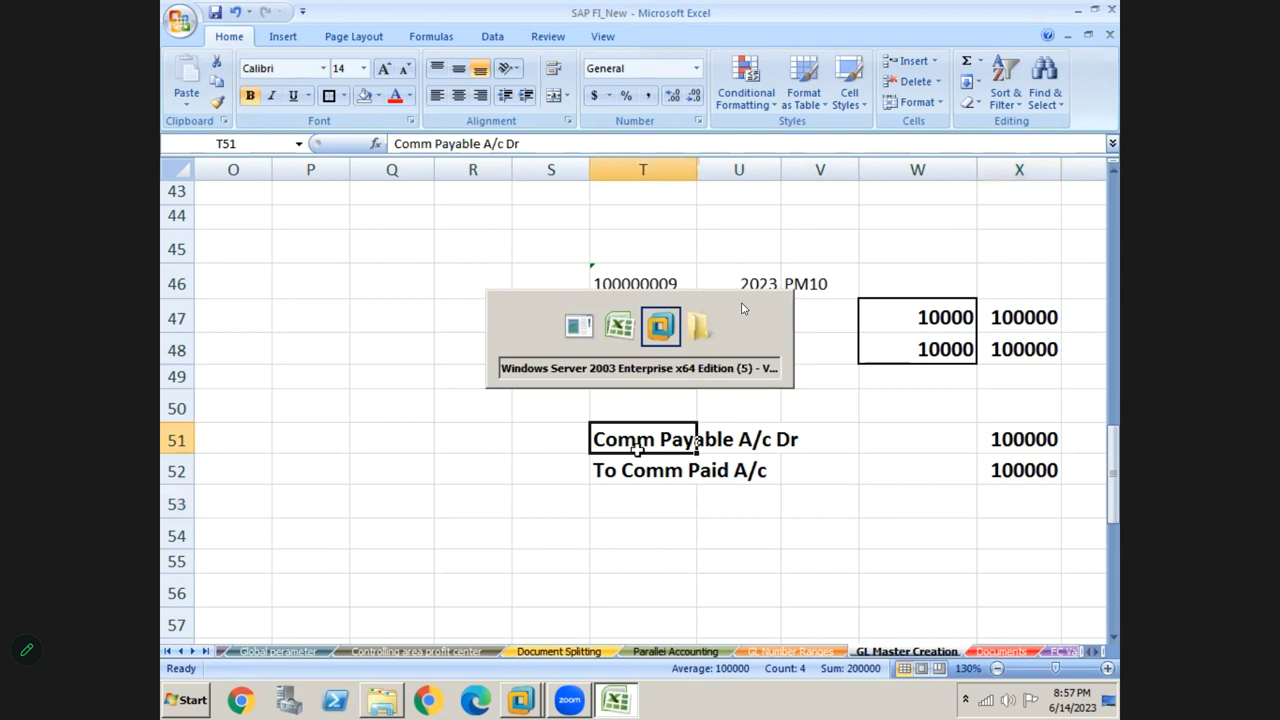 SAP FI_New - Microsoft Excel
Home Insert Page Layout Formulas Data Review View
Paste
Calibri 14
B I U
General
$ % ,
Conditional Formatting
Format as Table
Cell Styles
Insert
Delete
Format
Sort & Filter
Find & Select
Clipboard Font Alignment Number Styles Cells Editing
T51 fx Comm Payable A/c Dr
O P Q R S T U V W X
43
44
45
46 100000009 2023 PM10
47 10000 100000
48 10000 100000
Windows Server 2003 Enterprise x64 Edition (5) - V...
49
50
51 Comm Payable A/c Dr 100000
52 To Comm Paid A/c 100000
53
54
55
56
57
Global perameter Controlling area profit center Document Splitting Parallel Accounting GL Number Ranges GL Master Creation Documents FC Va
Ready Average: 100000 Count: 4 Sum: 200000 130%
Start zoom 8:57 PM
6/14/2023